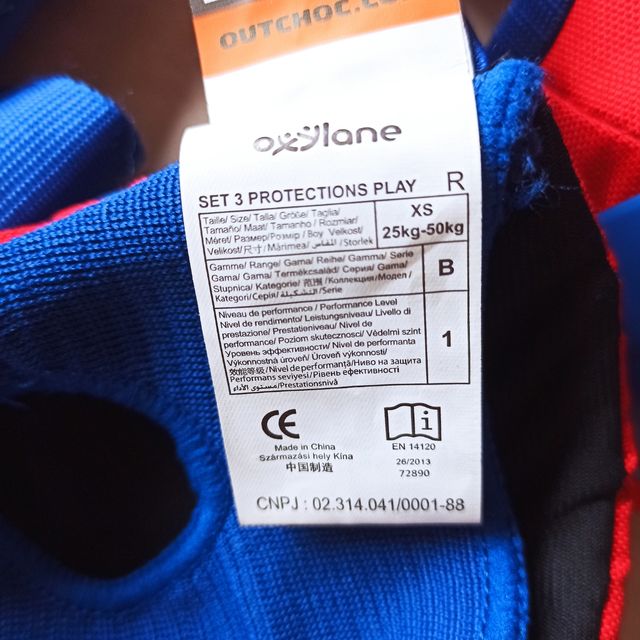 OUTCHOC.
oxylane
SET 3 PROTECTIONS PLAY R
Taille/ Size/ Talla/ Größe/ Taglia/
Tamaño/ Maat/ Tamanho / Rozmiar/
Méret/ Размер/Розмір / Boy Velkost/
Velikost/尺寸/ Mărimea/ المقاس /Storlek
XS
25kg-50kg
Gamme/ Range/ Gama/ Reihe/ Gamma/ Serie
Gama/ Gama/ Termékcsalád/ Серия/ Gama/
Stupnica/ Kategorie/ 范围 / Коллекция/Модел /
Kategori/Серія/ التشكيلة /Serie
B
Niveau de performance / Performance Level
Nivel de rendimiento/ Leistungsniveau/ Livello di
prestazione/ Prestatieniveau/ Nivel de
performance/ Poziom skuteczności/ Védelmi szint
Уровень эффективности/ Nivel de performanta
Výkonnostná úroveň/ Úroveň výkonnosti/
效能等级/ Nivel de performanță/ Ниво на защита
Performans seviyesi/ Рівень ефективності
مستوى الأداء/Prestationsnivå
1
CE
i
Made in China
Származási hely Kína
中国制造
EN 14120
26/2013
72890
CNPJ : 02.314.041/0001-88